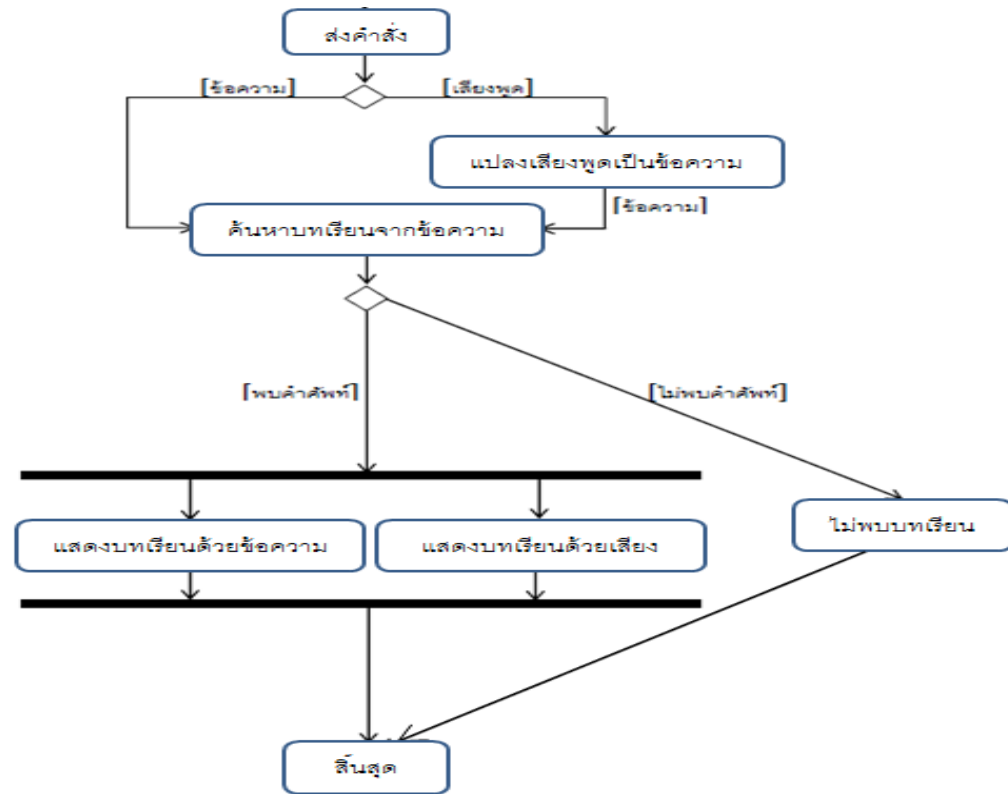 ส่งคำสั่ง
[ข้อความ]
[เสียงพูด]
แปลงเสียงพูดเป็นข้อความ
[ข้อความ]
ค้นหาบทเรียนจากข้อความ
[พบคำศัพท์]
[ไม่พบคำศัพท์]
แสดงบทเรียนด้วยข้อความ
แสดงบทเรียนด้วยเสียง
ไม่พบบทเรียน
สิ้นสุด